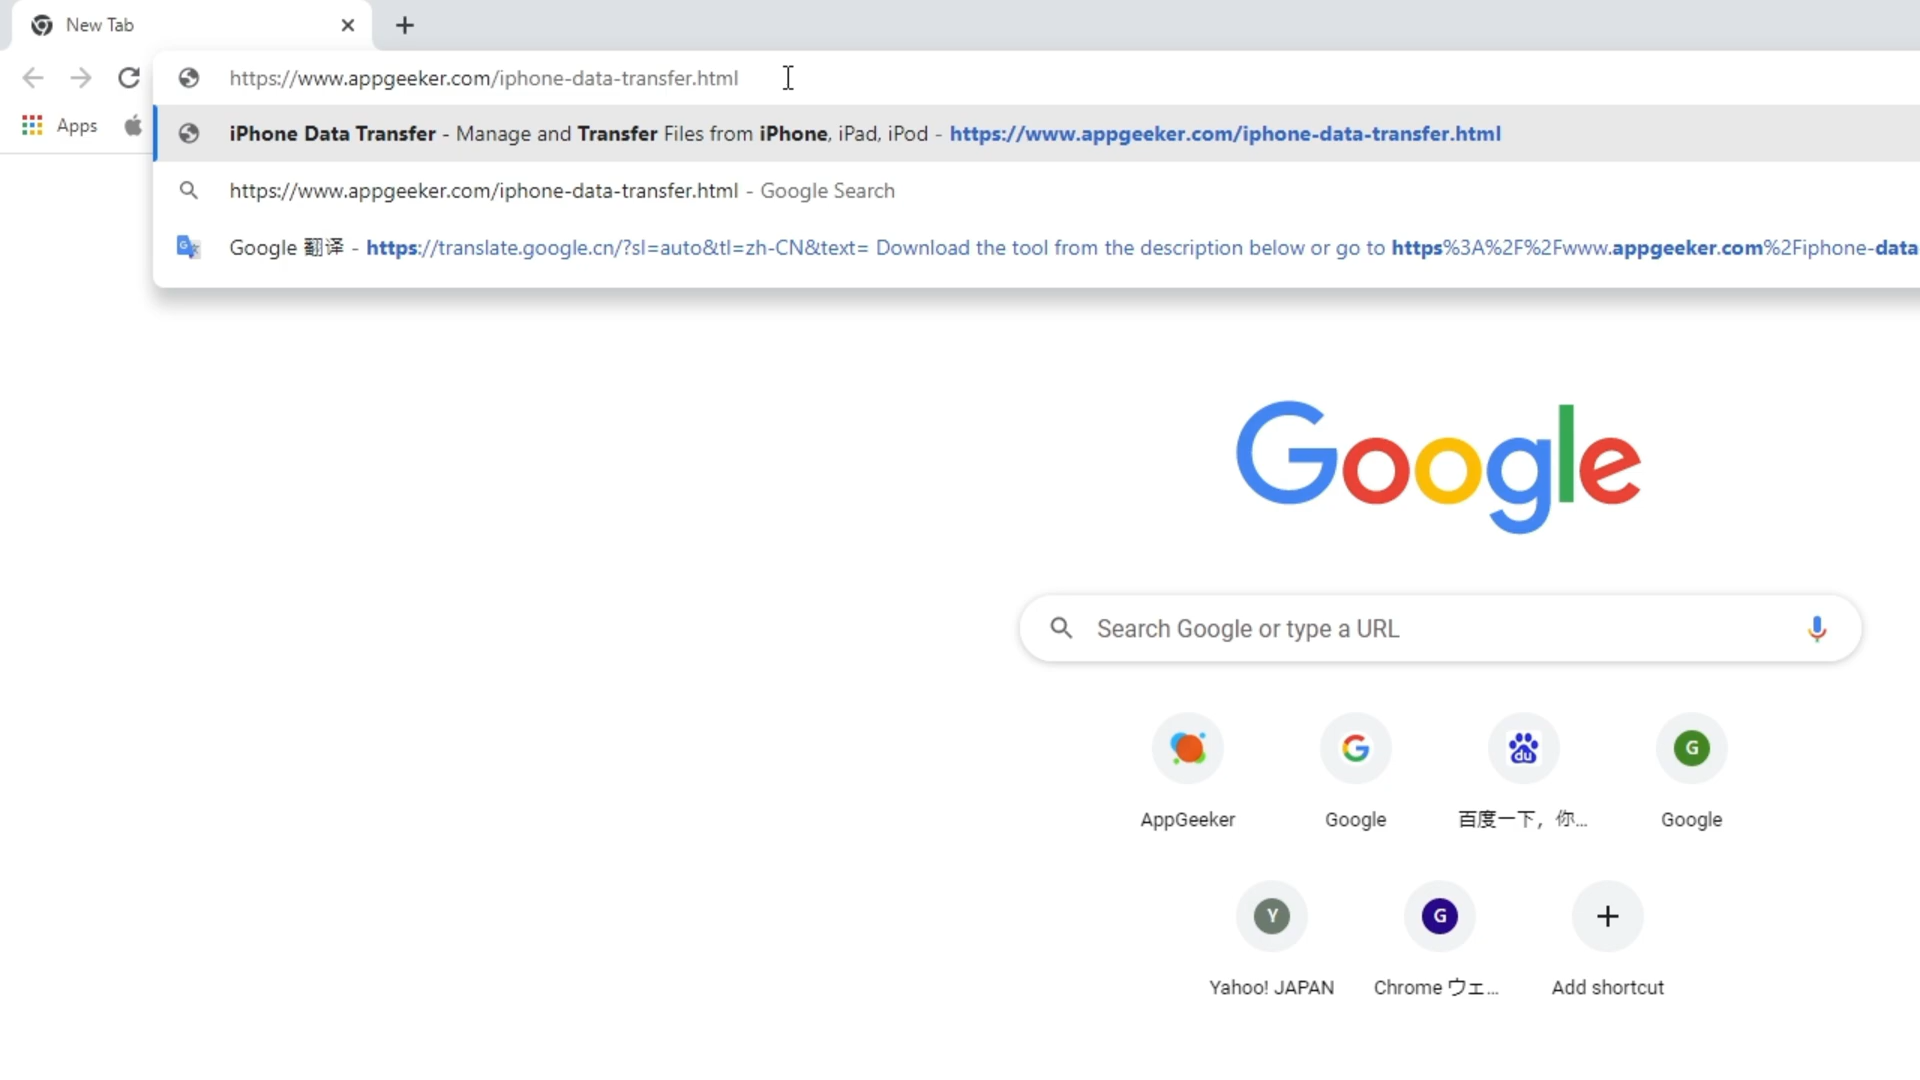 New Tab
https://www.appgeeker.com/iphone-data-transfer.html
Apps
iPhone Data Transfer - Manage and Transfer Files from iPhone, iPad, iPod - https://www.appgeeker.com/iphone-data-transfer.html
https://www.appgeeker.com/iphone-data-transfer.html - Google Search
Google 翻译 - https://translate.google.cn/?sl=auto&tl=zh-CN&text= Download the tool from the description below or go to https%3A%2F%2Fwww.appgeeker.com%2Fiphone-data
Google
Search Google or type a URL
G
du
G
AppGeeker
Google
百度一下，你...
Google
Y
G
Yahoo! JAPAN
Chrome ウェ...
Add shortcut